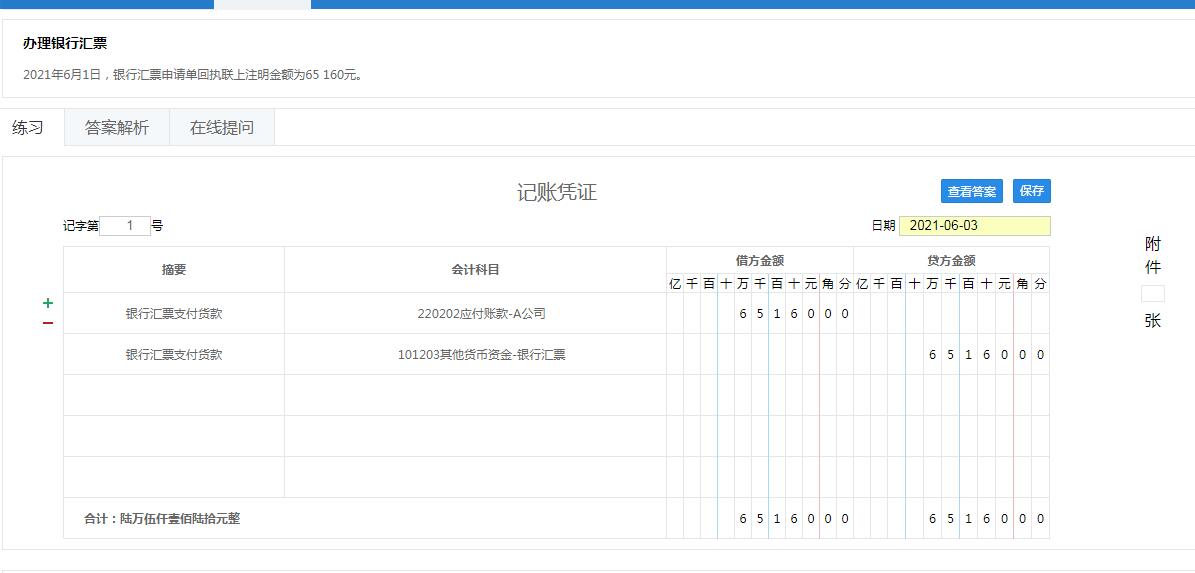 办理银行汇票
2021年6月1日，银行汇票申请单回执联上注明金额为65 160元。
练习 答案解析 在线提问
记账凭证 查看答案 保存
记字第 1 号 日期 2021-06-03
附
件
张
摘要 会计科目 借方金额 贷方金额
亿 千 百 十 万 千 百 十 元 角 分 亿 千 百 十 万 千 百 十 元 角 分
银行汇票支付货款 220202应付账款-A公司 6 5 1 6 0 0 0
银行汇票支付货款 101203其他货币资金-银行汇票 6 5 1 6 0 0 0
合计：陆万伍仟壹佰陆拾元整 6 5 1 6 0 0 0 6 5 1 6 0 0 0